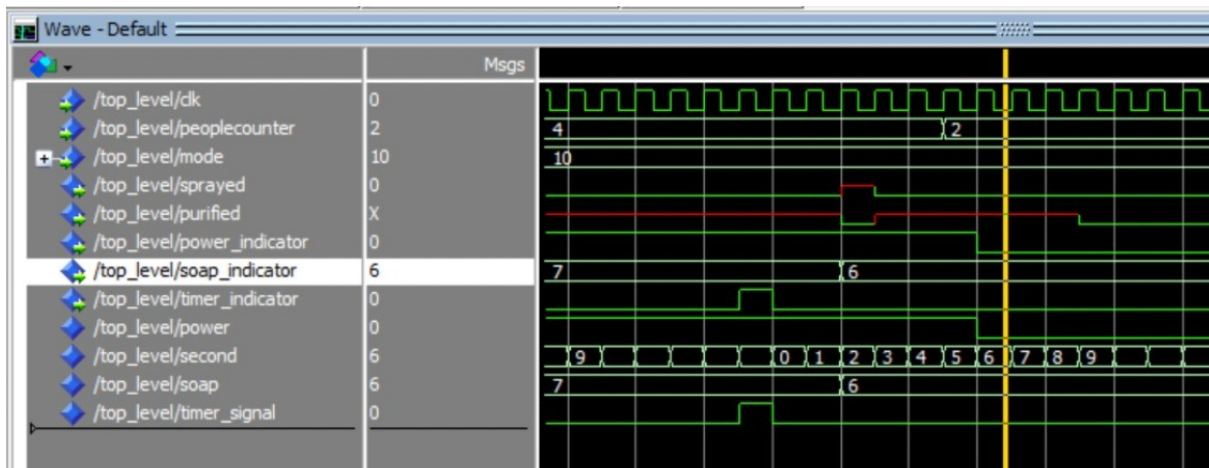 Wave - Default
Msgs
/top_level/clk 0
/top_level/peoplecounter 2 4 2
/top_level/mode 10 10
/top_level/sprayed 0
/top_level/purified X
/top_level/power_indicator 0
/top_level/soap_indicator 6 7 6
/top_level/timer_indicator 0
/top_level/power 0
/top_level/second 6 9 0 1 2 3 4 5 6 7 8 9
/top_level/soap 6 7 6
/top_level/timer_signal 0